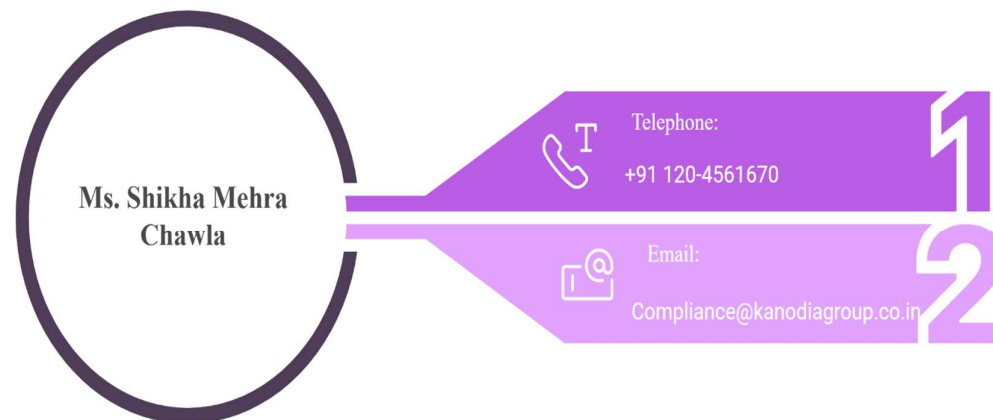 Ms. Shikha Mehra
Chawla
T
Telephone:
+91 120-4561670
1
Email:
Compliance@kanodiagroup.co.in
2